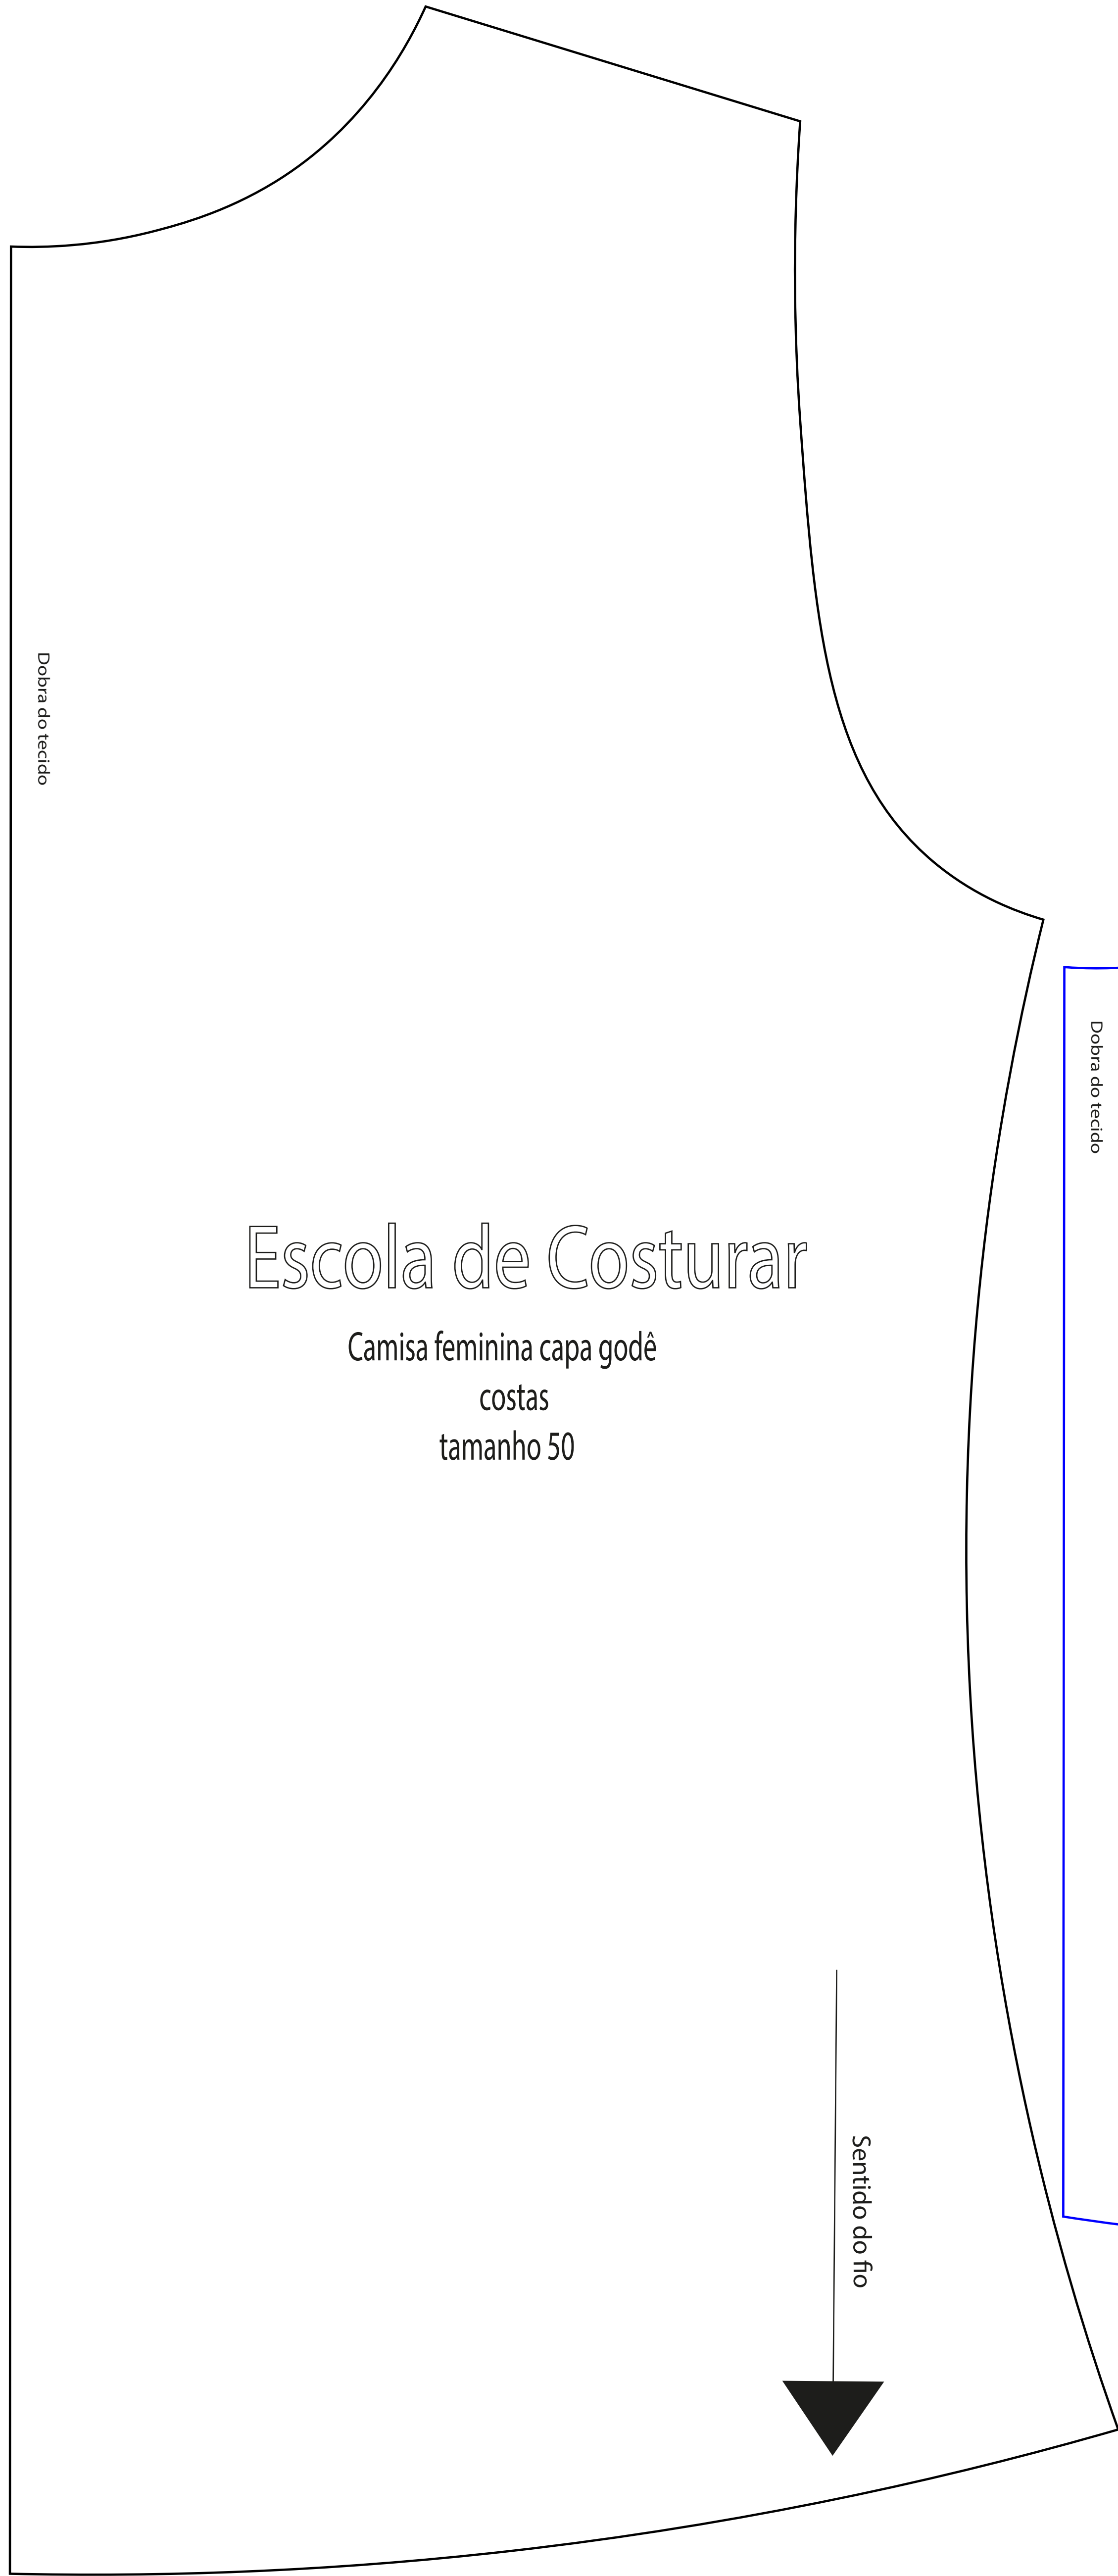 Dobra do tecido
Dobra do tecido
Escola de Costurar
Camisa feminina capa godê
costas
tamanho 50
Sentido do fio